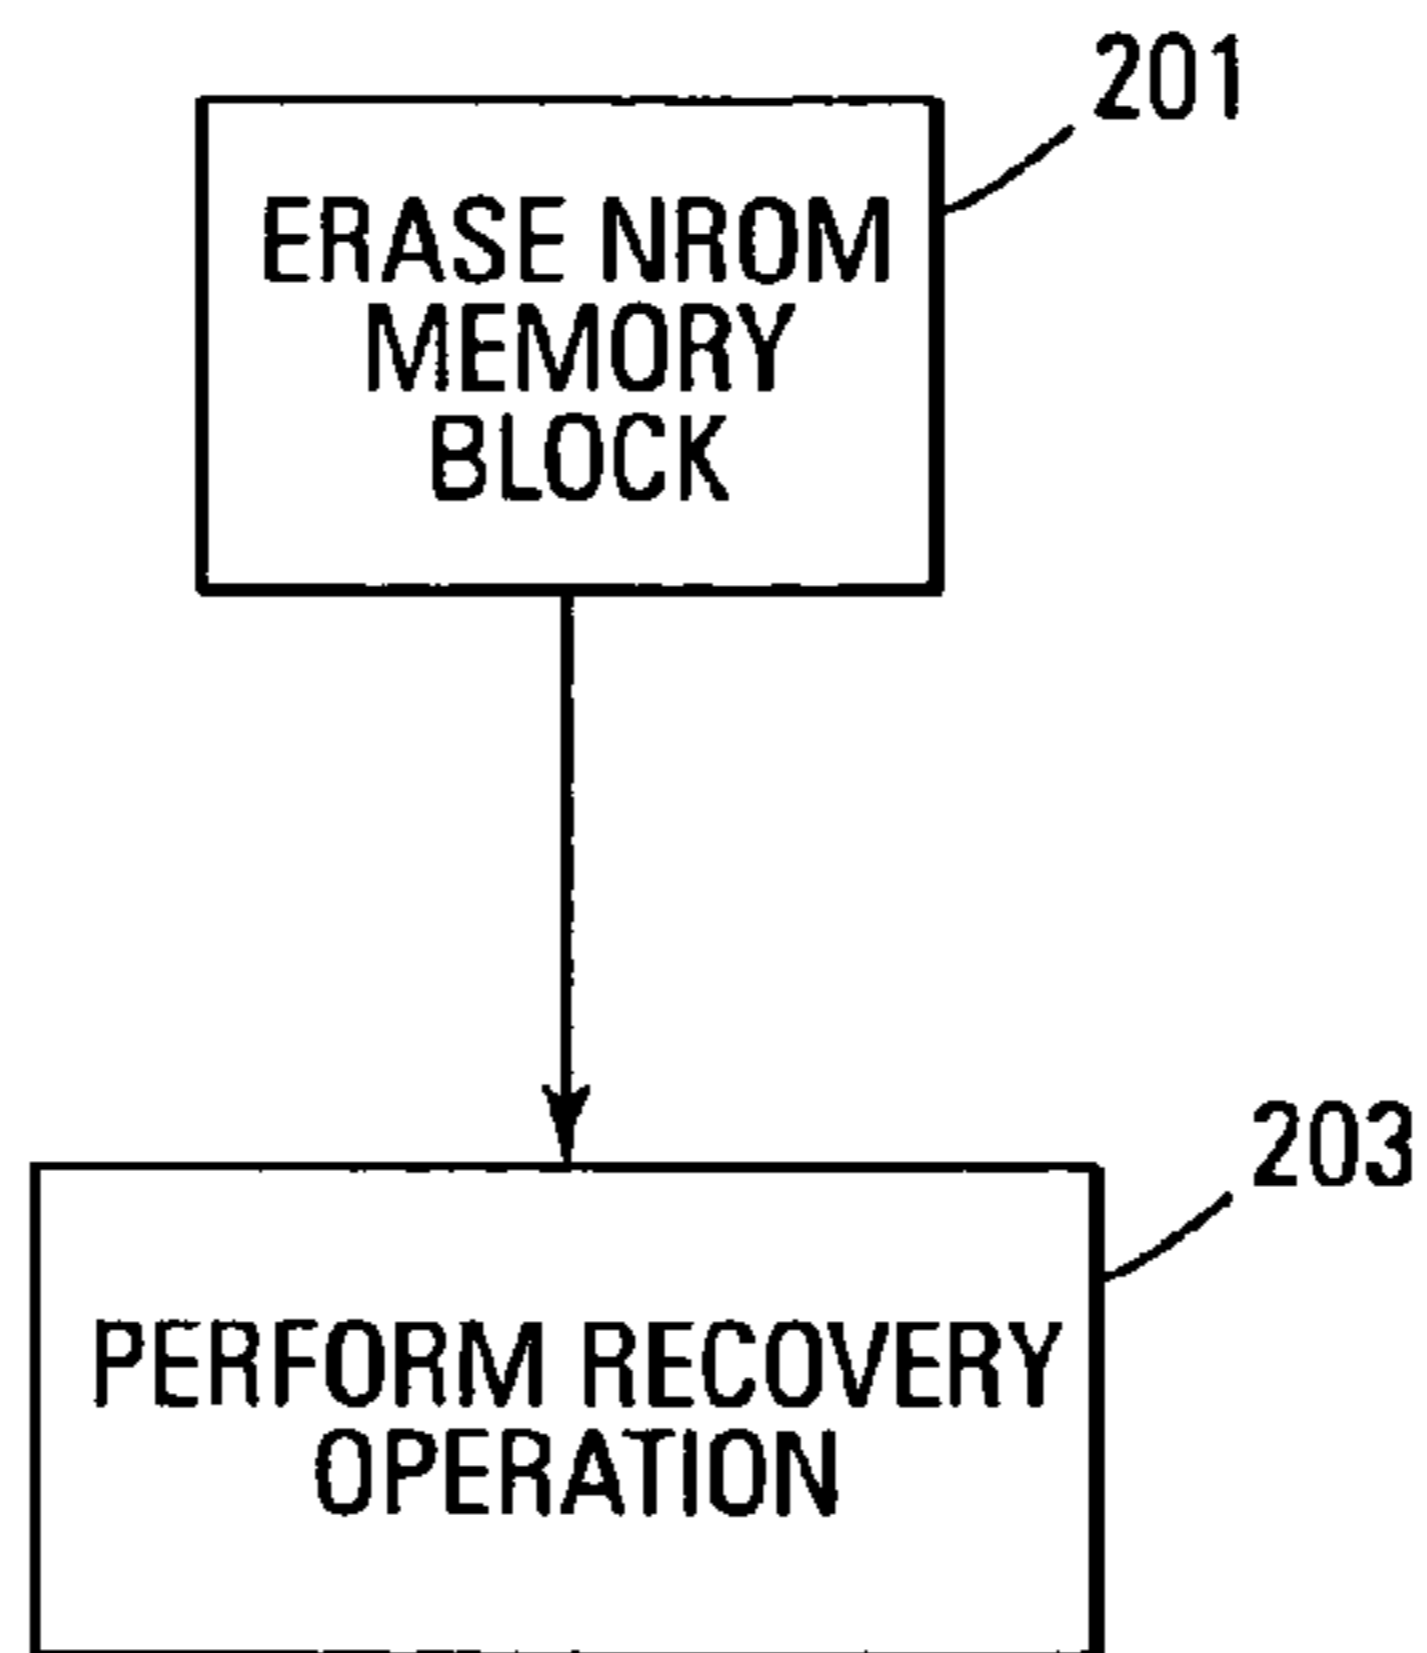 201
ERASE NROM
MEMORY
BLOCK
203
PERFORM RECOVERY
OPERATION